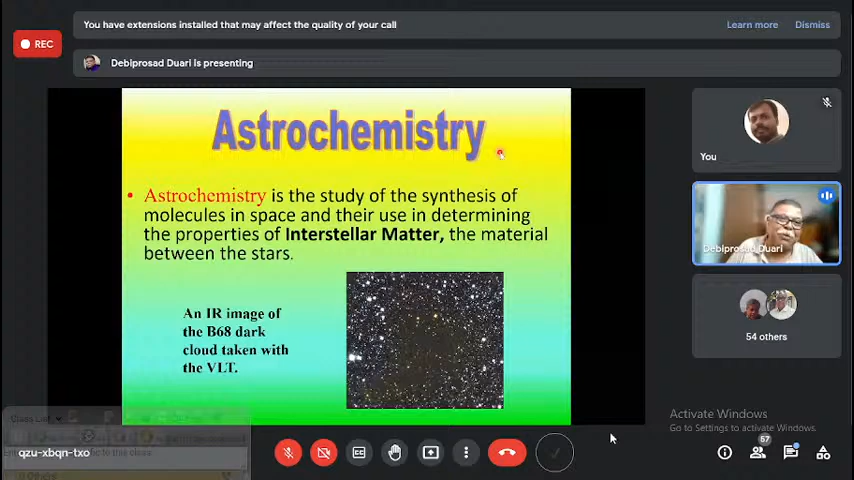 You have extensions installed that may affect the quality of your call
Learn more
Dismiss
REC
Debiprosad Duari Is presenting
Astrochemistry
• Astrochemistry is the study of the synthesis of
molecules in space and their use in determining
the properties of Interstellar Matter, the material
between the stars.
An IR image of
the B68 dark
cloud taken with
the VLT.
You
Debiprosad Duari
54 others
Activate Windows
Go to Settings to activate Windows.
qzu-xbqn-txo
57